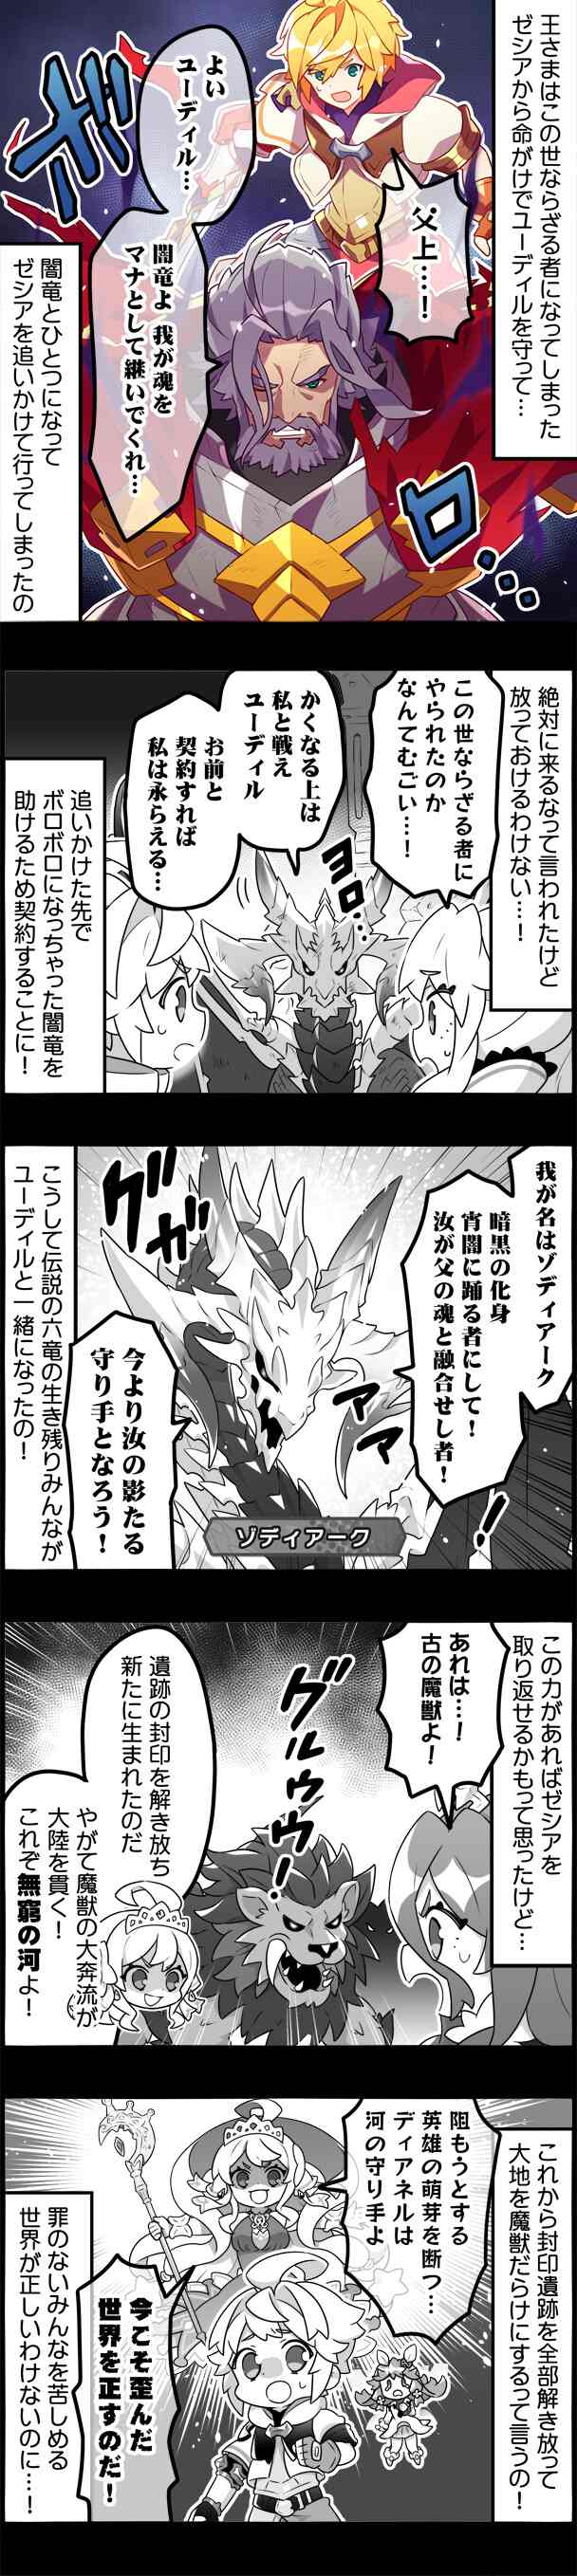 王さまはこの世ならざる者になってしまった
ゼシアから命がけでユーディルを守って…
父上…！
よい
ユーディル…
闇竜よ 我が魂を
マナとして継いでくれ…
ボ
ロ…
闇竜とひとつになって
ゼシアを追いかけて行ってしまったの
絶対に来るなって言われたけど
放っておけるわけない…！
この世ならざる者に
やられたのか
なんてむごい…！
かくなる上は
私と戦え
ユーディル
お前と
契約すれば
私は永らえる…
ヨロ…
追いかけた先で
ボロボロになっちゃった闇竜を
助けるため契約することに！
我が名はゾディアーク
暗黒の化身
宵闇に踊る者にして！
汝が父の魂と融合せし者！
グガ
アア
！
今より汝の影たる
守り手となろう！
ゾディアーク
こうして伝説の六竜の生き残りみんなが
ユーディルと一緒になったの！
この力があればゼシアを
取り返せるかもって思ったけど…
あれは…！
古の魔獣よ！
グルゥゥ！
遺跡の封印を解き放ち
新たに生まれたのだ
やがて魔獣の大奔流が
大陸を貫く！
これぞ無窮の河よ！
これから封印遺跡を全部解き放って
大地を魔獣だらけにするって言うの！
阻もうとする
英雄の萌芽を断つ…
ディアネルは
河の守り手よ
今こそ歪んだ
世界を正すのだ！
罪のないみんなを苦しめる
世界が正しいわけないのに…！